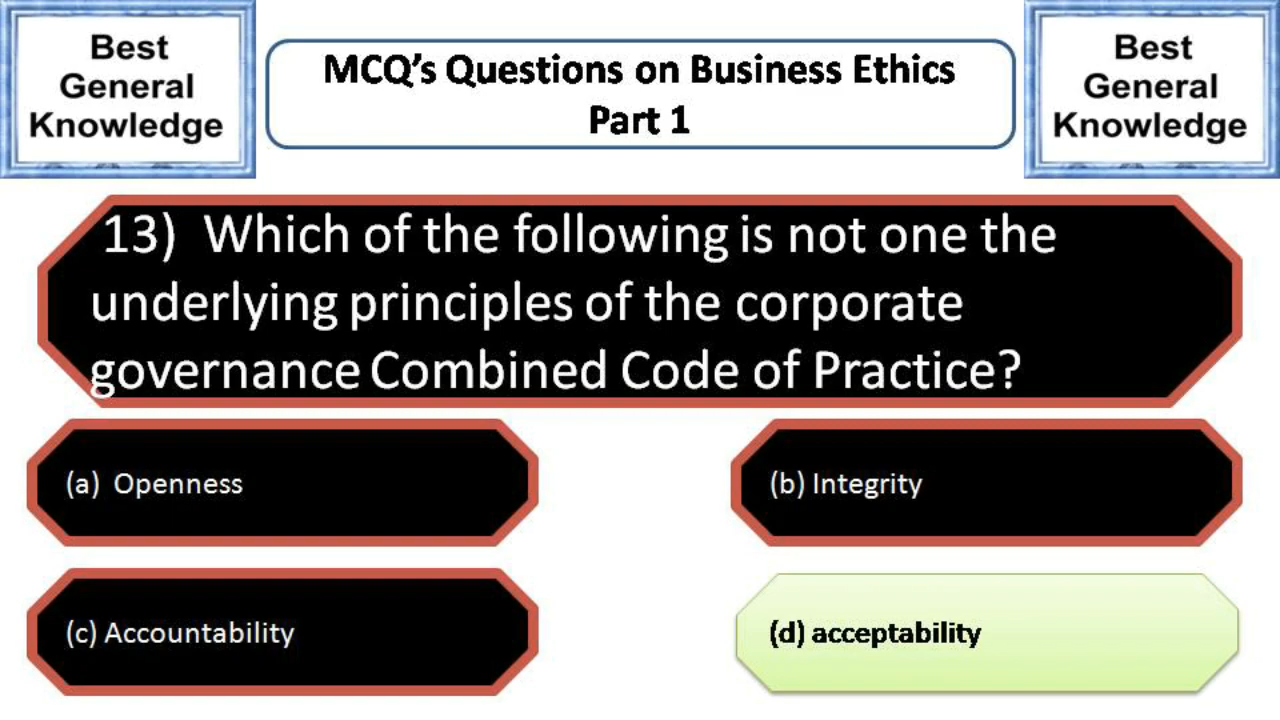 Best
General
Knowledge
MCQ's Questions on Business Ethics
Part 1
Best
General
Knowledge
13) Which of the following is not one the
underlying principles of the corporate
governance Combined Code of Practice?
(a) Openness
(b) Integrity
(c) Accountability
(d) acceptability